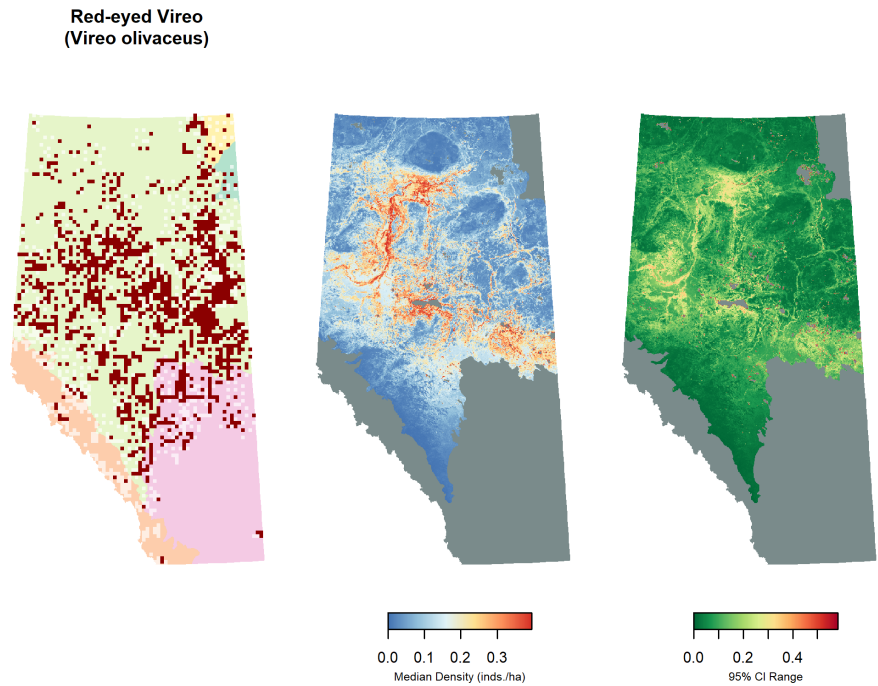 Red-eyed Vireo
(Vireo olivaceus)
0.0 0.1 0.2 0.3
Median Density (inds./ha)
0.0 0.2 0.4
95% CI Range